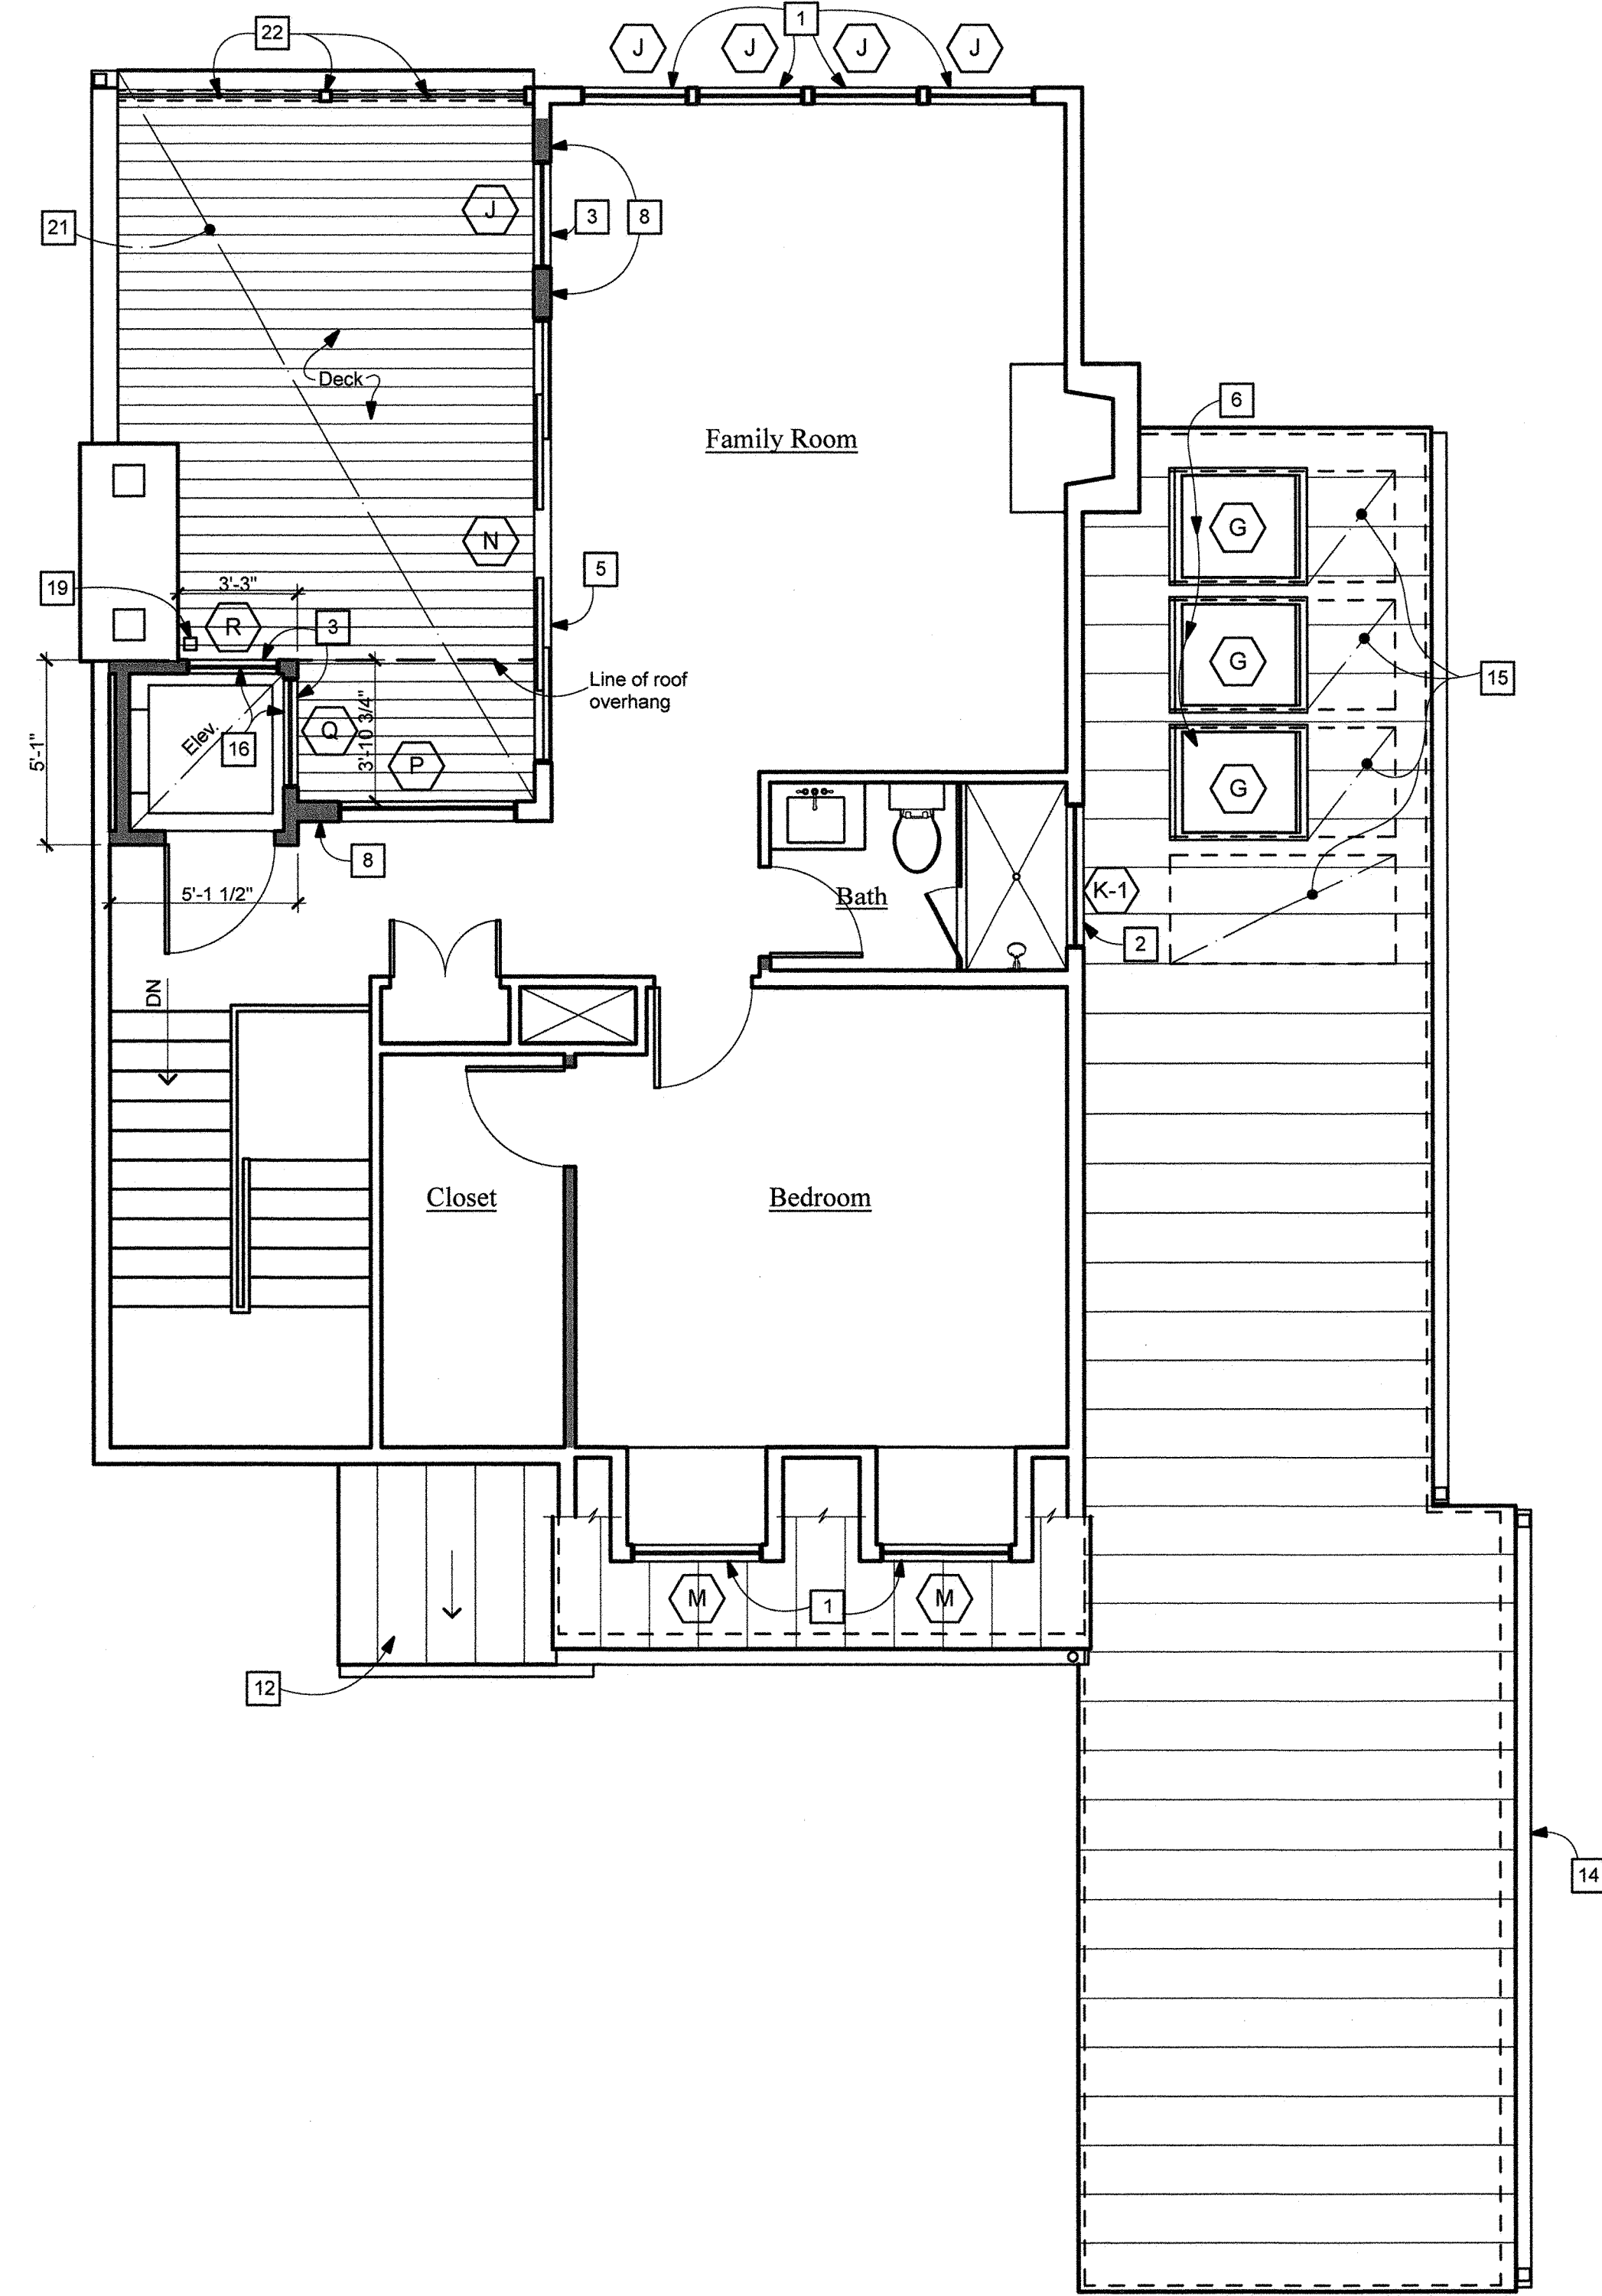 22
1
J
J
J
J
J
3
8
21
Deck
Family Room
6
G
N
5
19
3'-3"
R
3
Line of roof
overhang
G
15
5'-1"
Elev.
16
Q
3'-10 3/4"
P
G
8
5'-1 1/2"
Bath
K-1
2
DN
Closet
Bedroom
M
1
M
12
14